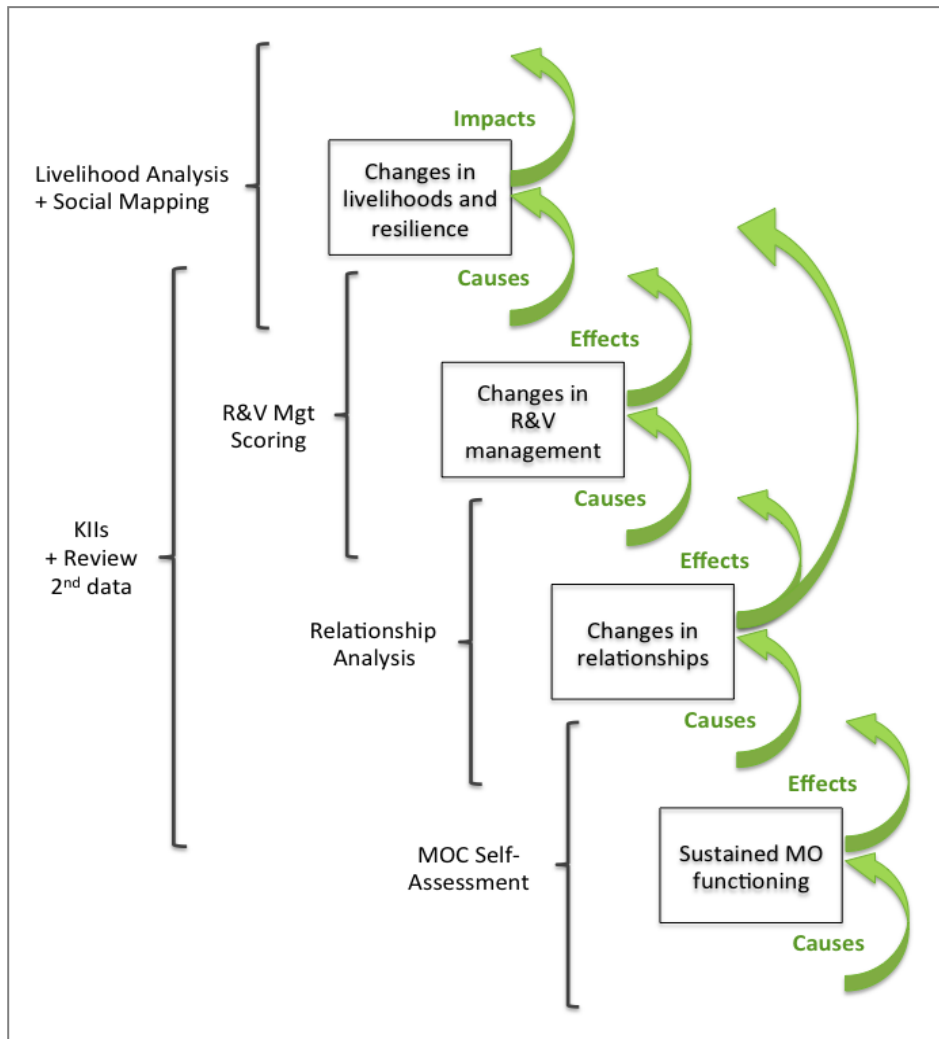 Impacts
Livelihood Analysis
+ Social Mapping
Changes in
livelihoods and
resilience
Causes
Effects
R&V Mgt
Scoring
Changes in
R&V
management
Causes
KIIs
+ Review
2nd data
Effects
Relationship
Analysis
Changes in
relationships
Causes
Effects
MOC Self-
Assessment
Sustained MO
functioning
Causes